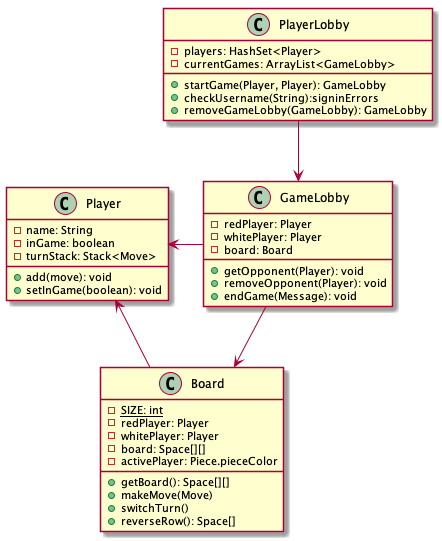 C PlayerLobby
players: HashSet<Player>
currentGames: ArrayList<GameLobby>
startGame(Player, Player): GameLobby
checkUsername(String):signinErrors
removeGameLobby(GameLobby): GameLobby
C Player
name: String
inGame: boolean
turnStack: Stack<Move>
add(move): void
setInGame(boolean): void
C GameLobby
redPlayer: Player
whitePlayer: Player
board: Board
getOpponent(Player): void
removeOpponent(Player): void
endGame(Message): void
C Board
SIZE: int
redPlayer: Player
whitePlayer: Player
board: Space[][]
activePlayer: Piece.pieceColor
getBoard(): Space[][]
makeMove(Move)
switchTurn()
reverseRow(): Space[]